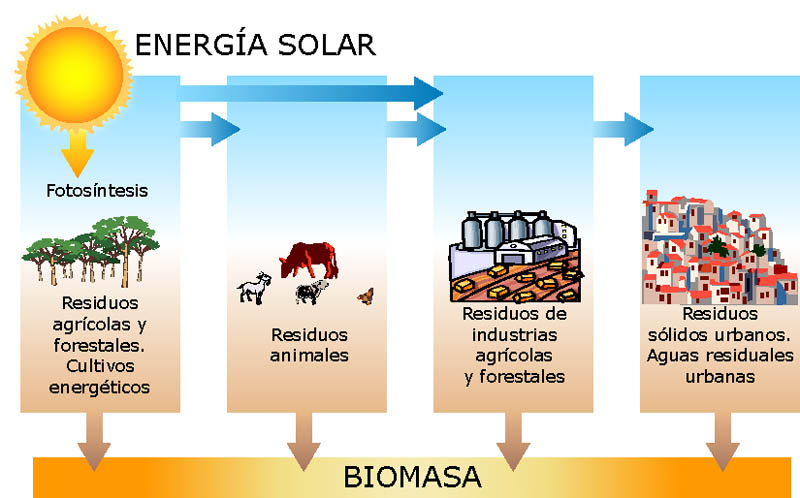 ENERGÍA SOLAR
Fotosíntesis
Residuos
agrícolas y
forestales.
Cultivos
energéticos
Residuos
animales
Residuos de
industrias
agrícolas
y forestales
Residuos
sólidos urbanos.
Aguas residuales
urbanas
BIOMASA